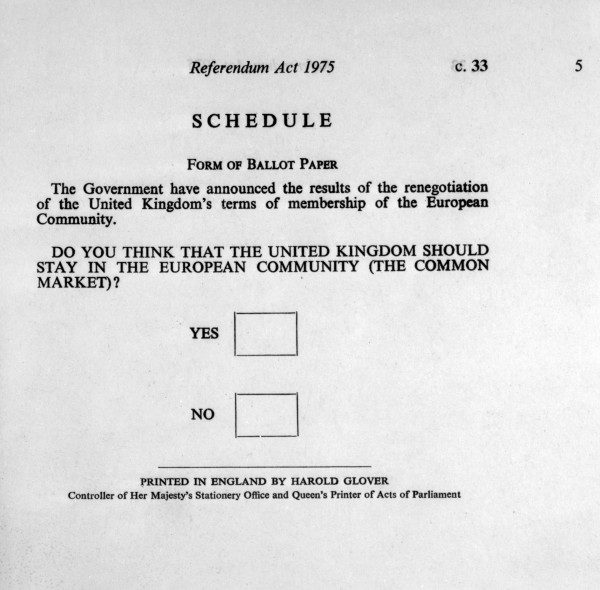 Referendum Act 1975 c. 33 5
SCHEDULE
FORM OF BALLOT PAPER
The Government have announced the results of the renegotiation
of the United Kingdom's terms of membership of the European
Community.
DO YOU THINK THAT THE UNITED KINGDOM SHOULD
STAY IN THE EUROPEAN COMMUNITY (THE COMMON
MARKET)?
YES
NO
PRINTED IN ENGLAND BY HAROLD GLOVER
Controller of Her Majesty's Stationery Office and Queen's Printer of Acts of Parliament